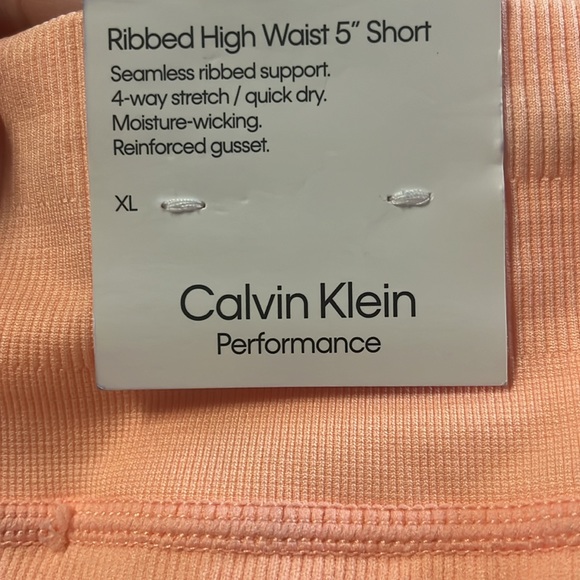 Ribbed High Waist 5” Short
Seamless ribbed support.
4-way stretch / quick dry.
Moisture-wicking.
Reinforced gusset.
XL
Calvin Klein
Performance